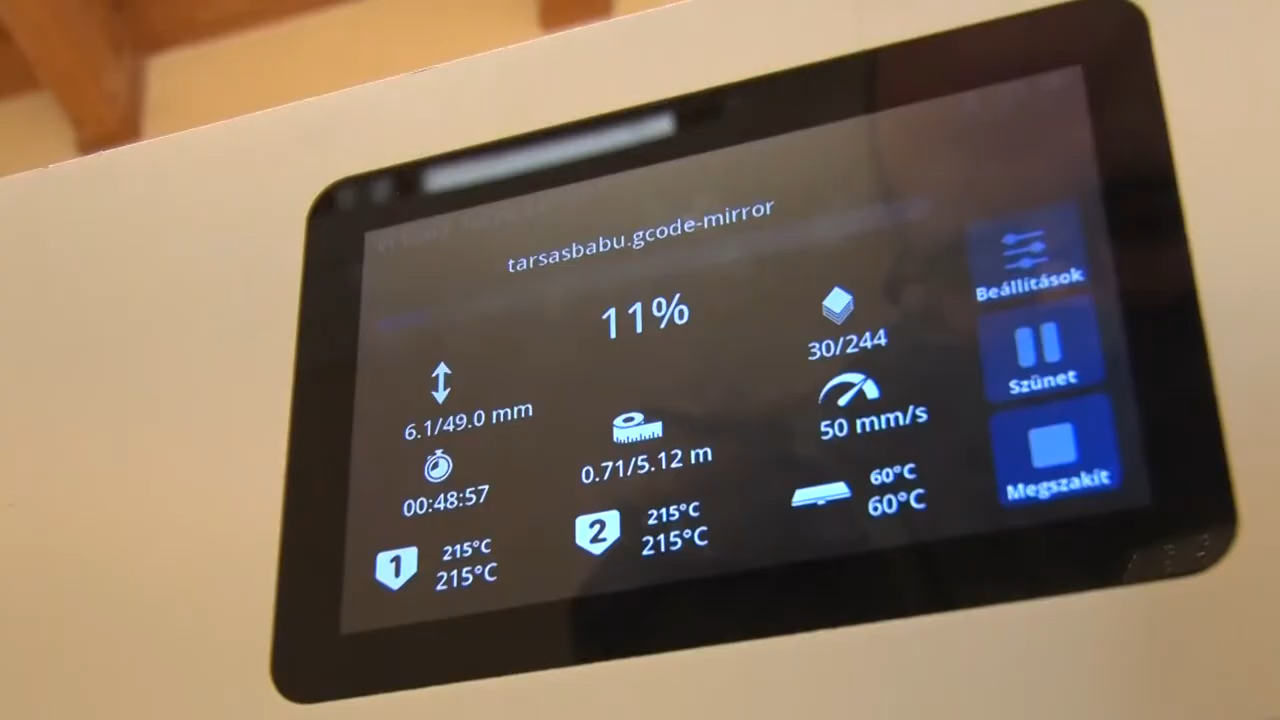 tarsasbabu.gcode-mirror
11%
30/244
6.1/49.0 mm
0.71/5.12 m
50 mm/s
00:48:57
1
215°C
215°C
2
215°C
215°C
60°C
60°C
Beállítások
Szünet
Megszakít